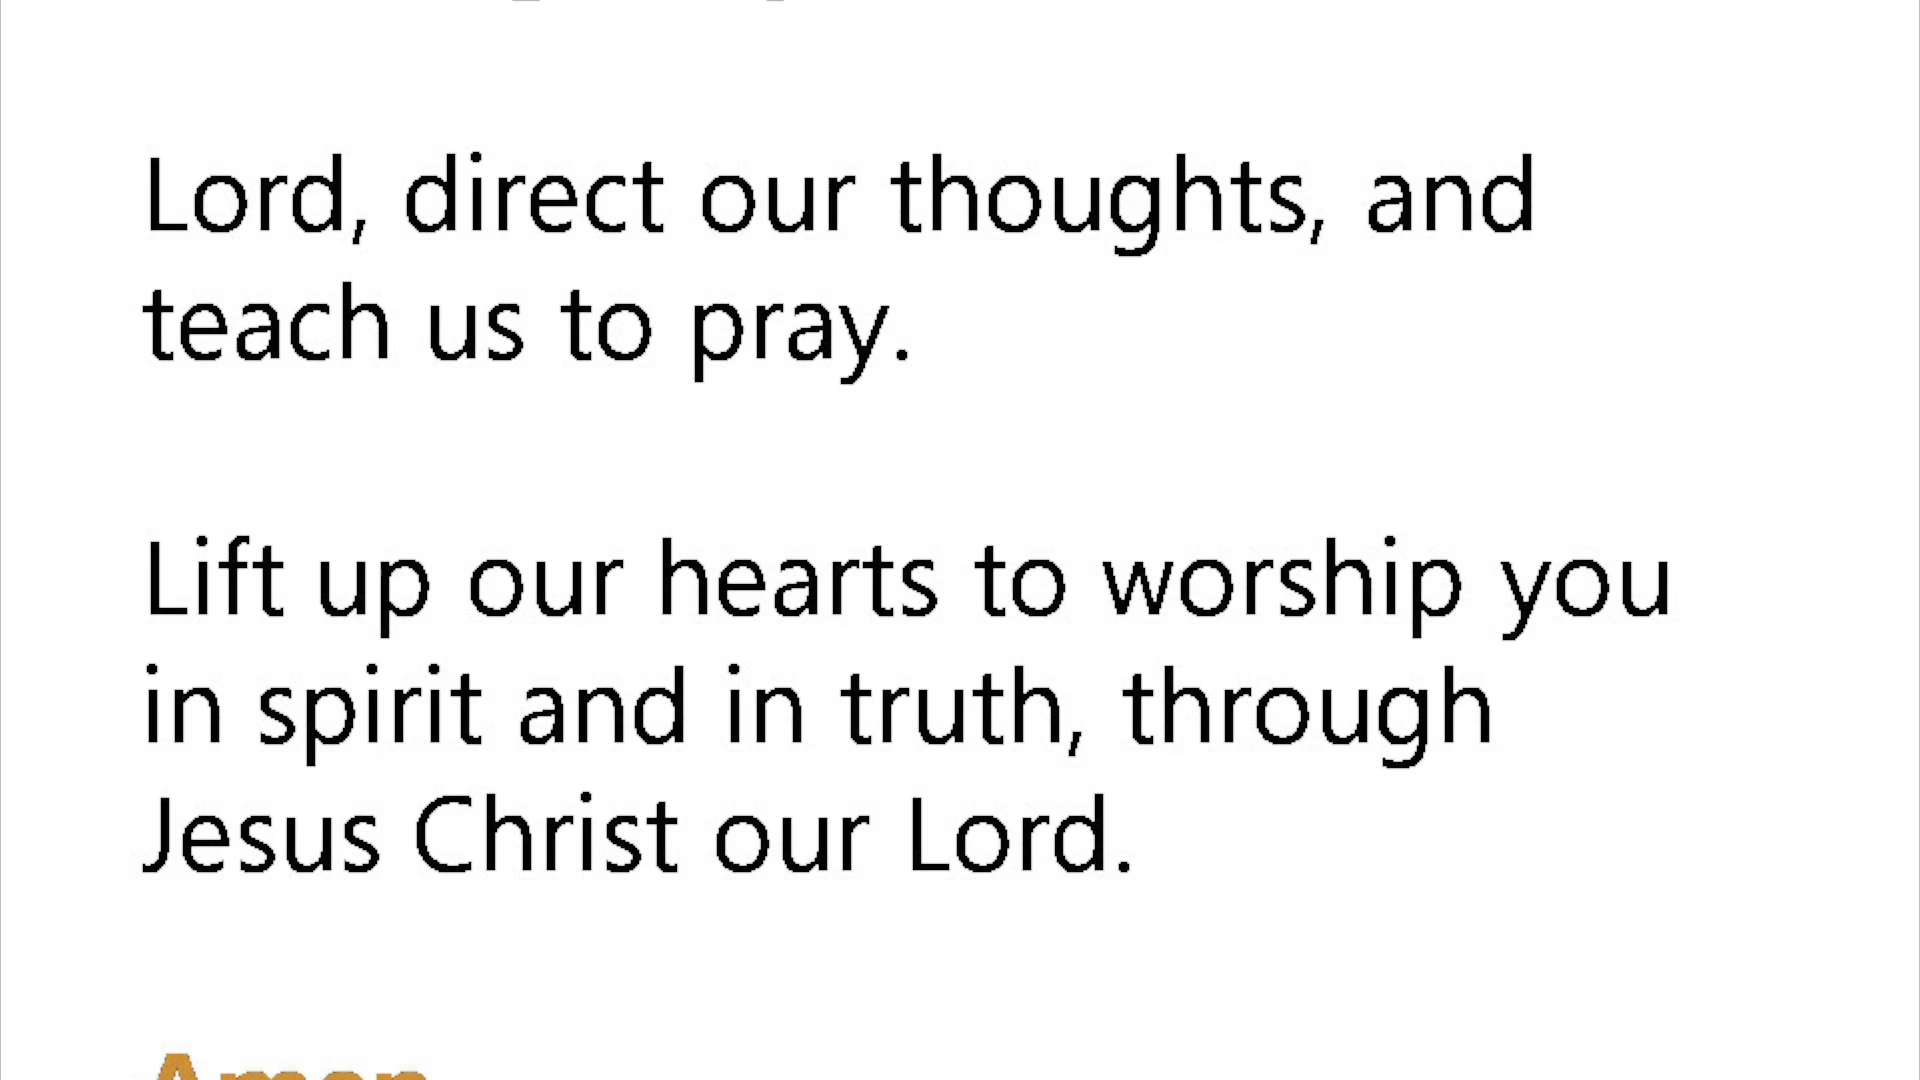 Lord, direct our thoughts, and
teach us to pray.
Lift up our hearts to worship you
in spirit and in truth, through
Jesus Christ our Lord.
Amen